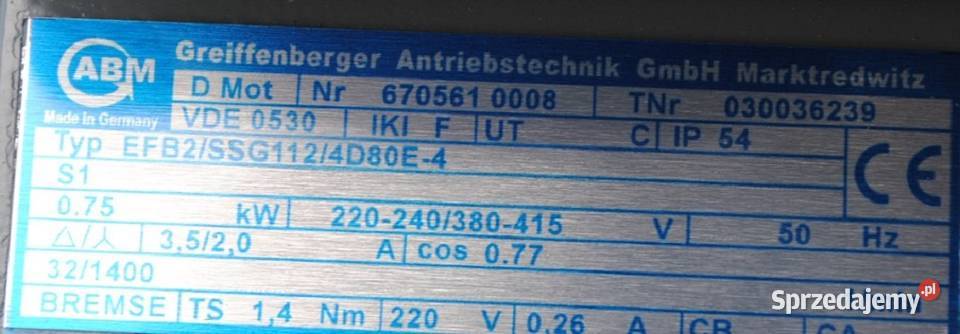 ABM Greiffenberger Antriebstechnik GmbH Marktredwitz
Made in Germany
D Mot Nr 670561 0008 TNr 030036239
VDE 0530 IKl F UT C IP 54
Typ EFB2/SSG112/4D80E-4
CE
S1
0.75 kW 220-240/380-415 V 50 Hz
3,5/2,0 A cos 0.77
32/1400
BREMSE TS 1,4 Nm 220 V 0,26 A CB
Sprzedajemy.pl